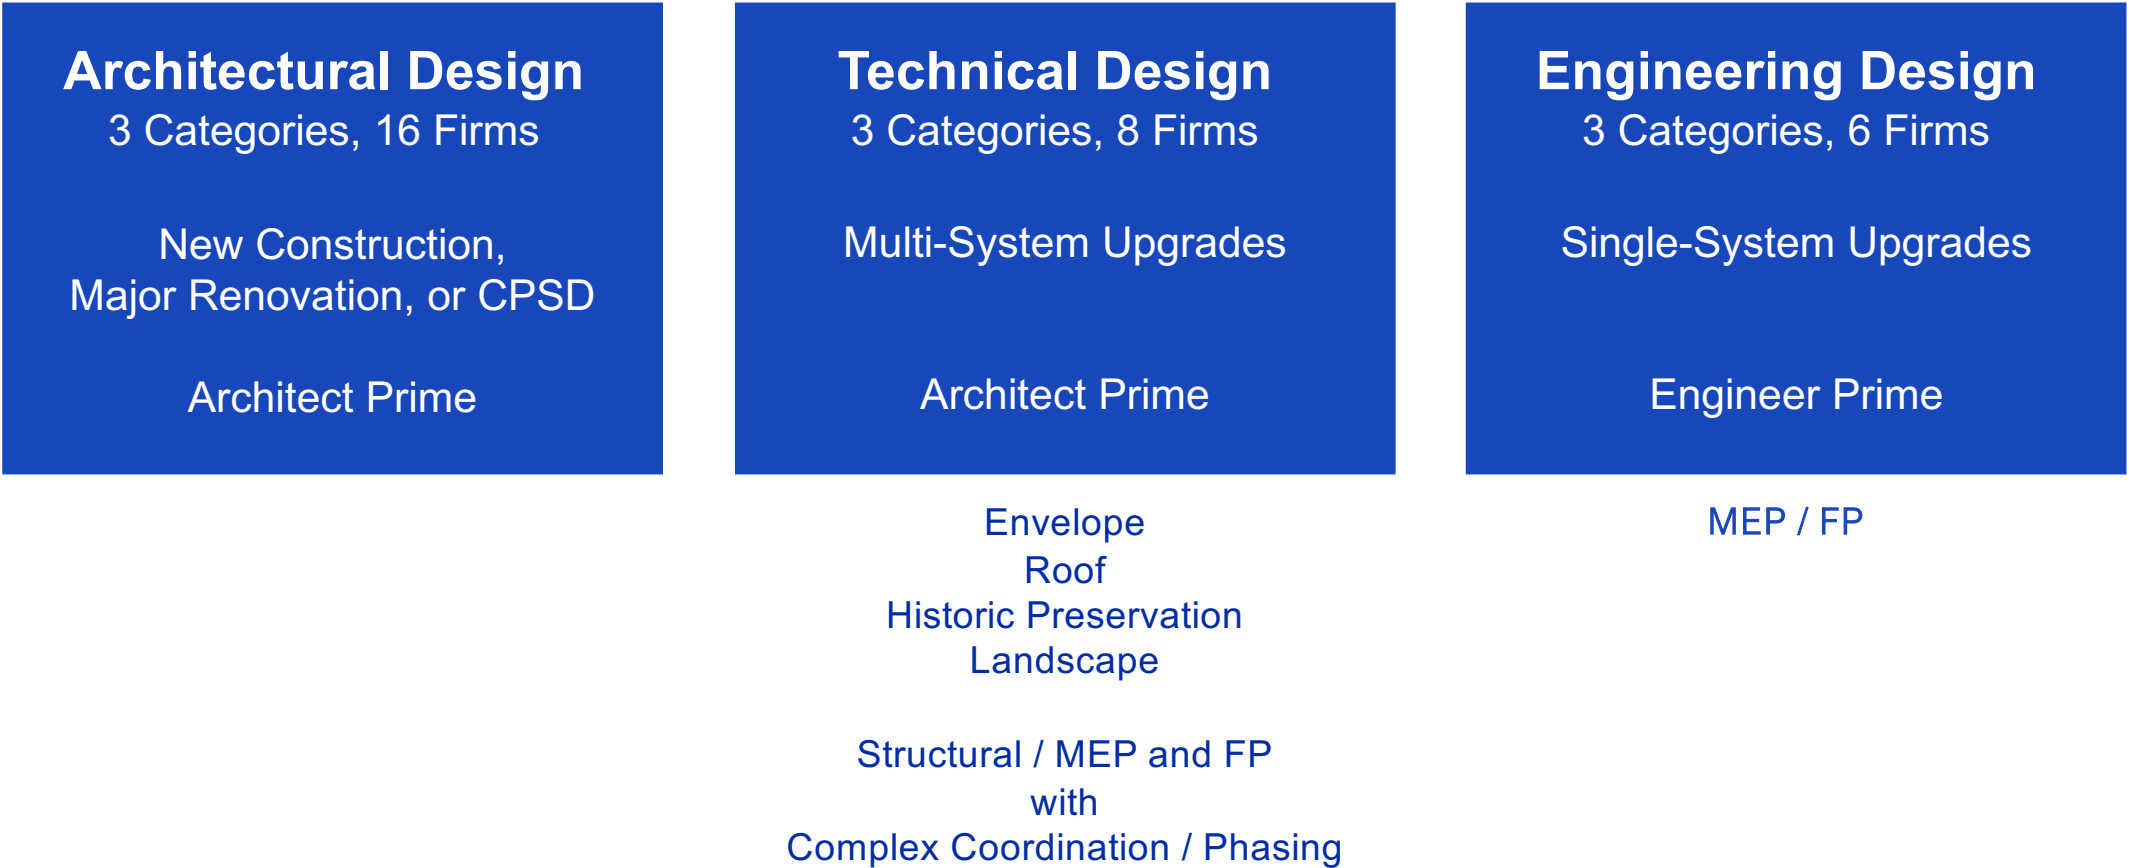 Architectural Design
3 Categories, 16 Firms
New Construction,
Major Renovation, or CPSD
Architect Prime
Technical Design
3 Categories, 8 Firms
Multi-System Upgrades
Architect Prime
Envelope
Roof
Historic Preservation
Landscape
Structural / MEP and FP
with
Complex Coordination / Phasing
Engineering Design
3 Categories, 6 Firms
Single-System Upgrades
Engineer Prime
MEP / FP